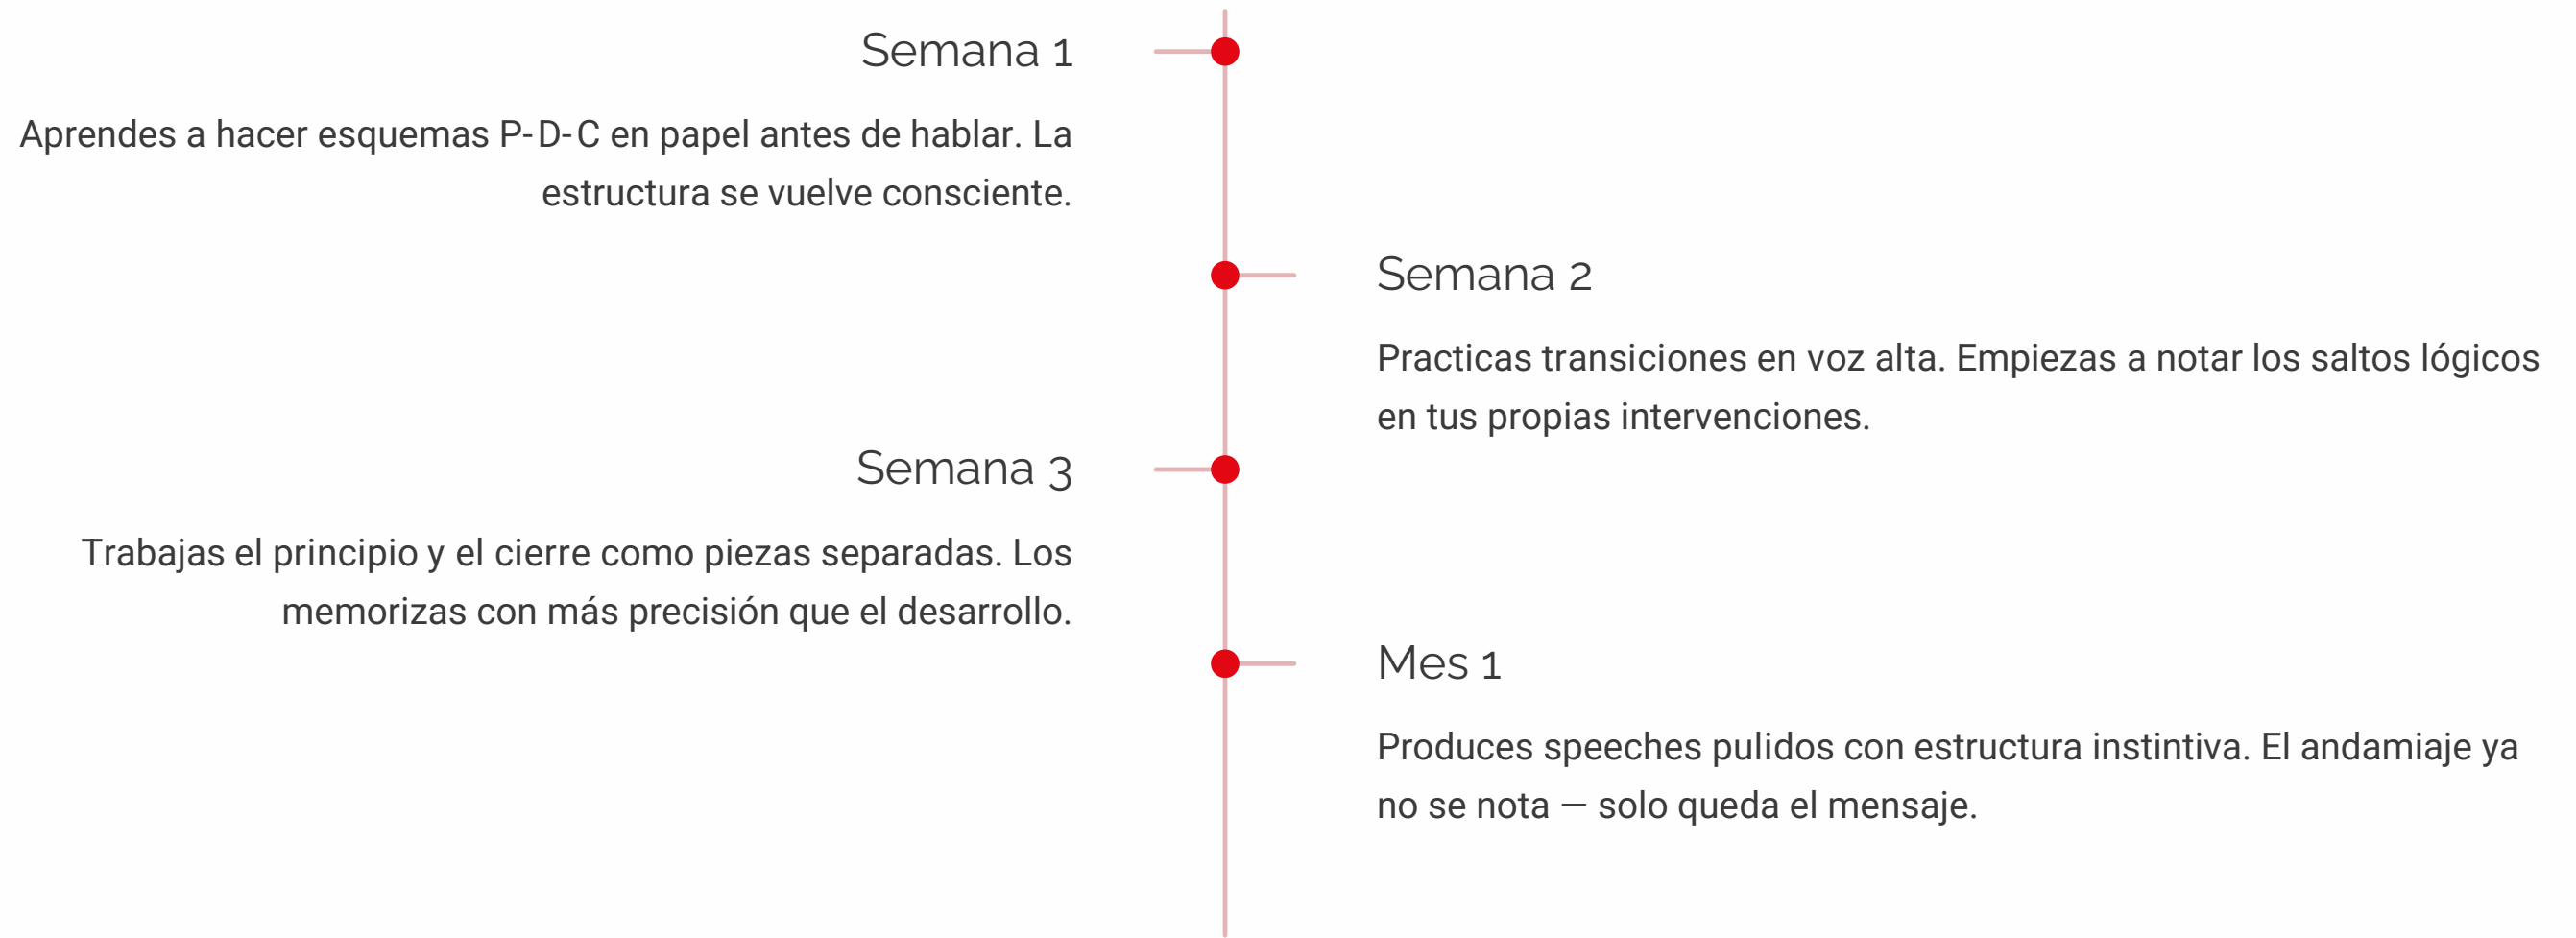 Semana 1
Aprendes a hacer esquemas P-D-C en papel antes de hablar. La
estructura se vuelve consciente.
Semana 2
Practicas transiciones en voz alta. Empiezas a notar los saltos lógicos
en tus propias intervenciones.
Semana 3
Trabajas el principio y el cierre como piezas separadas. Los
memorizas con más precisión que el desarrollo.
Mes 1
Produces speeches pulidos con estructura instintiva. El andamiaje ya
no se nota — solo queda el mensaje.